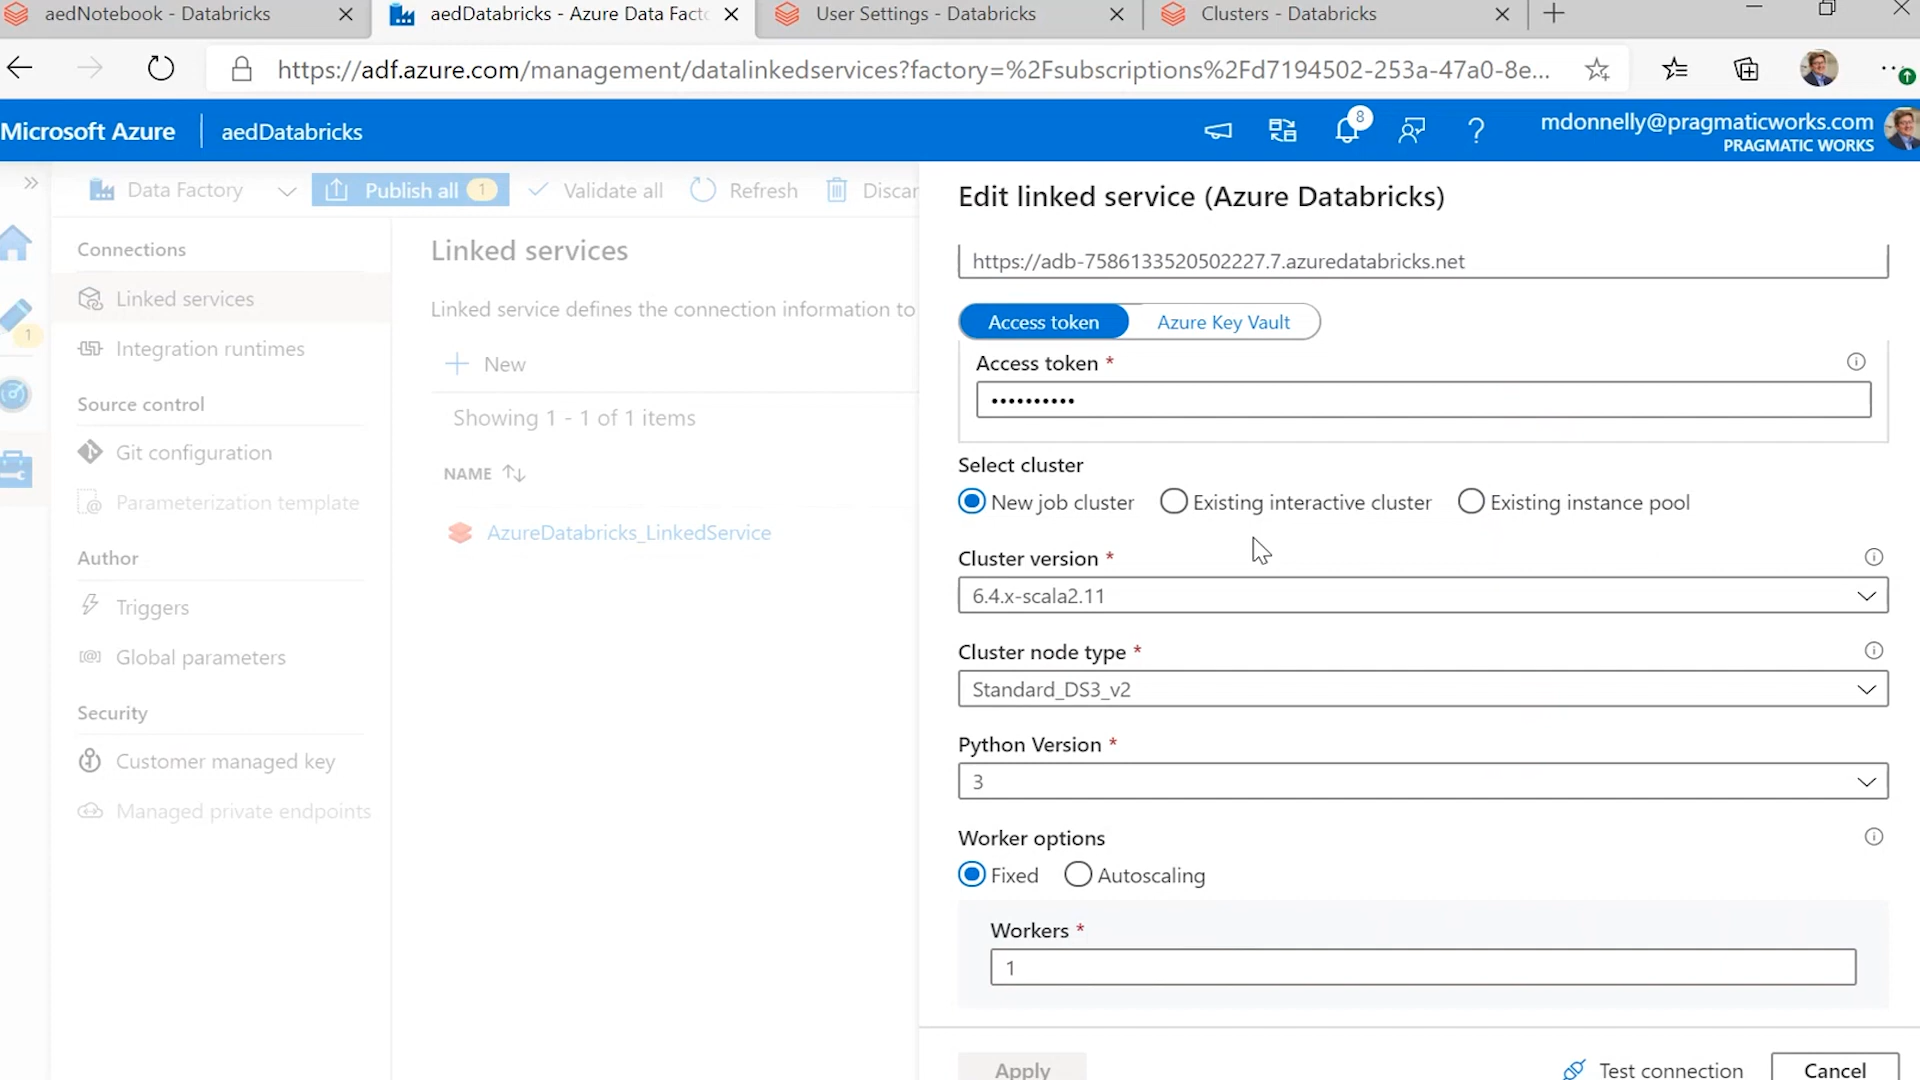 aedNotebook - Databricks
aedDatabricks - Azure Data Facto
User Settings - Databricks
Clusters - Databricks
https://adf.azure.com/management/datalinkedservices?factory=%2Fsubscriptions%2Fd7194502-253a-47a0-8e...
Microsoft Azure
aedDatabricks
8
mdonnelly@pragmaticworks.com
PRAGMATIC WORKS
Data Factory
Publish all 1
Validate all
Refresh
Discar
1
Connections
Linked services
Integration runtimes
Source control
Git configuration
Parameterization template
Author
Triggers
Global parameters
Security
Customer managed key
Managed private endpoints
Linked services
Linked service defines the connection information to
New
Showing 1 - 1 of 1 items
NAME
AzureDatabricks_LinkedService
Edit linked service (Azure Databricks)
https://adb-7586133520502227.7.azuredatabricks.net
Access token
Azure Key Vault
Access token *
••••••••••
Select cluster
New job cluster
Existing interactive cluster
Existing instance pool
Cluster version *
6.4.x-scala2.11
Cluster node type *
Standard_DS3_v2
Python Version *
3
Worker options
Fixed
Autoscaling
Workers *
1
Apply
Test connection
Cancel